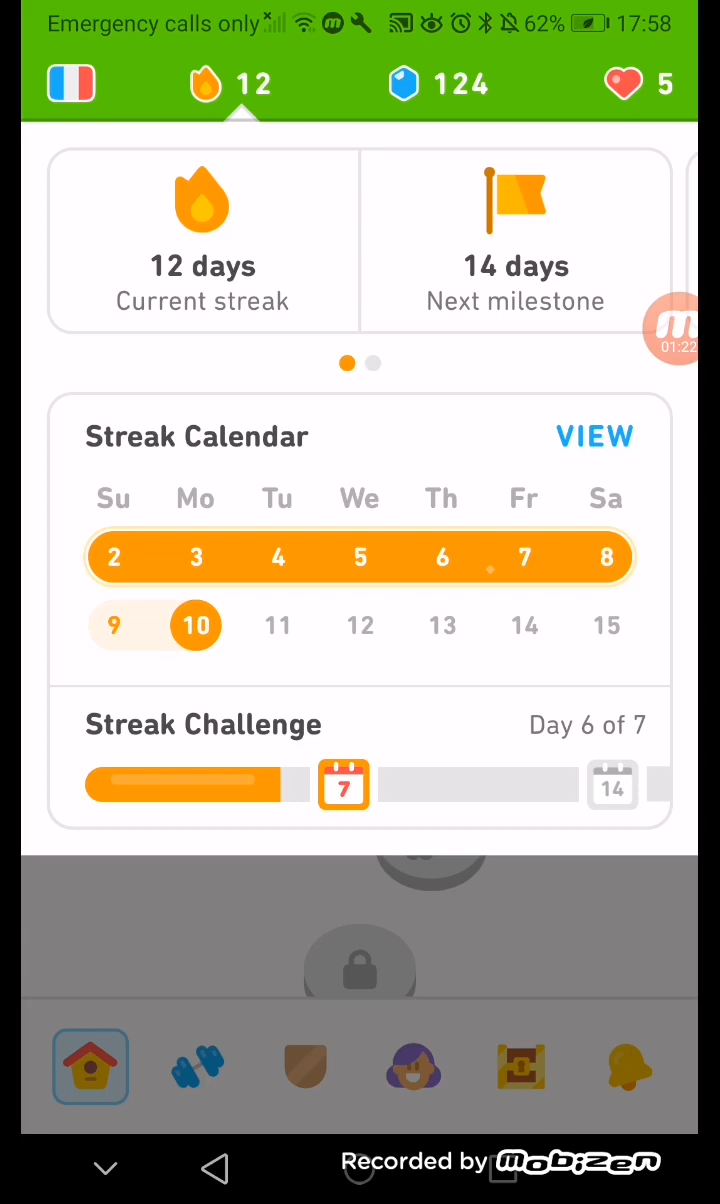 Emergency calls only 62% 17:58
12 124 5
12 days 14 days
Current streak Next milestone
01:22
Streak Calendar VIEW
Su Mo Tu We Th Fr Sa
2 3 4 5 6 7 8
9 10 11 12 13 14 15
Streak Challenge Day 6 of 7
7 14
Recorded by mobizen